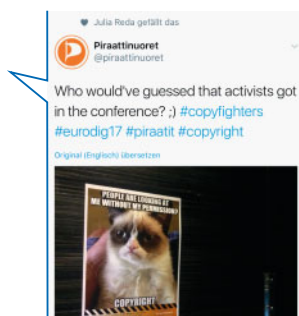 Julia Reda gefällt das
Piraattinuoret
@piraattinuoret
Who would've guessed that activists got
in the conference? ;) #copyfighters
#eurodig17 #piraatit #copyright
Original (Englisch) übersetzen
PEOPLE ARE LOOKING AT
ME WITHOUT MY PERMISSION?
COPYRIGHT